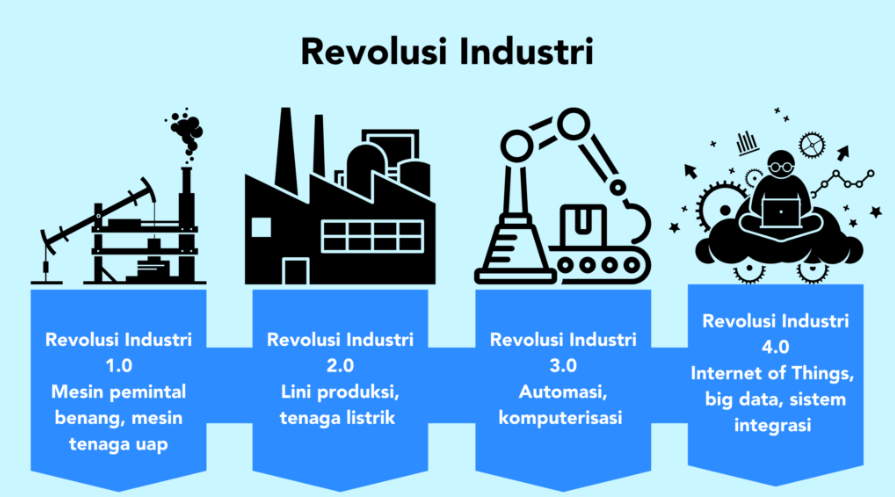 Revolusi Industri
Revolusi Industri
1.0
Mesin pemintal
benang, mesin
tenaga uap
Revolusi Industri
2.0
Lini produksi,
tenaga listrik
Revolusi Industri
3.0
Automasi,
komputerisasi
Revolusi Industri
4.0
Internet of Things,
big data, sistem
integrasi